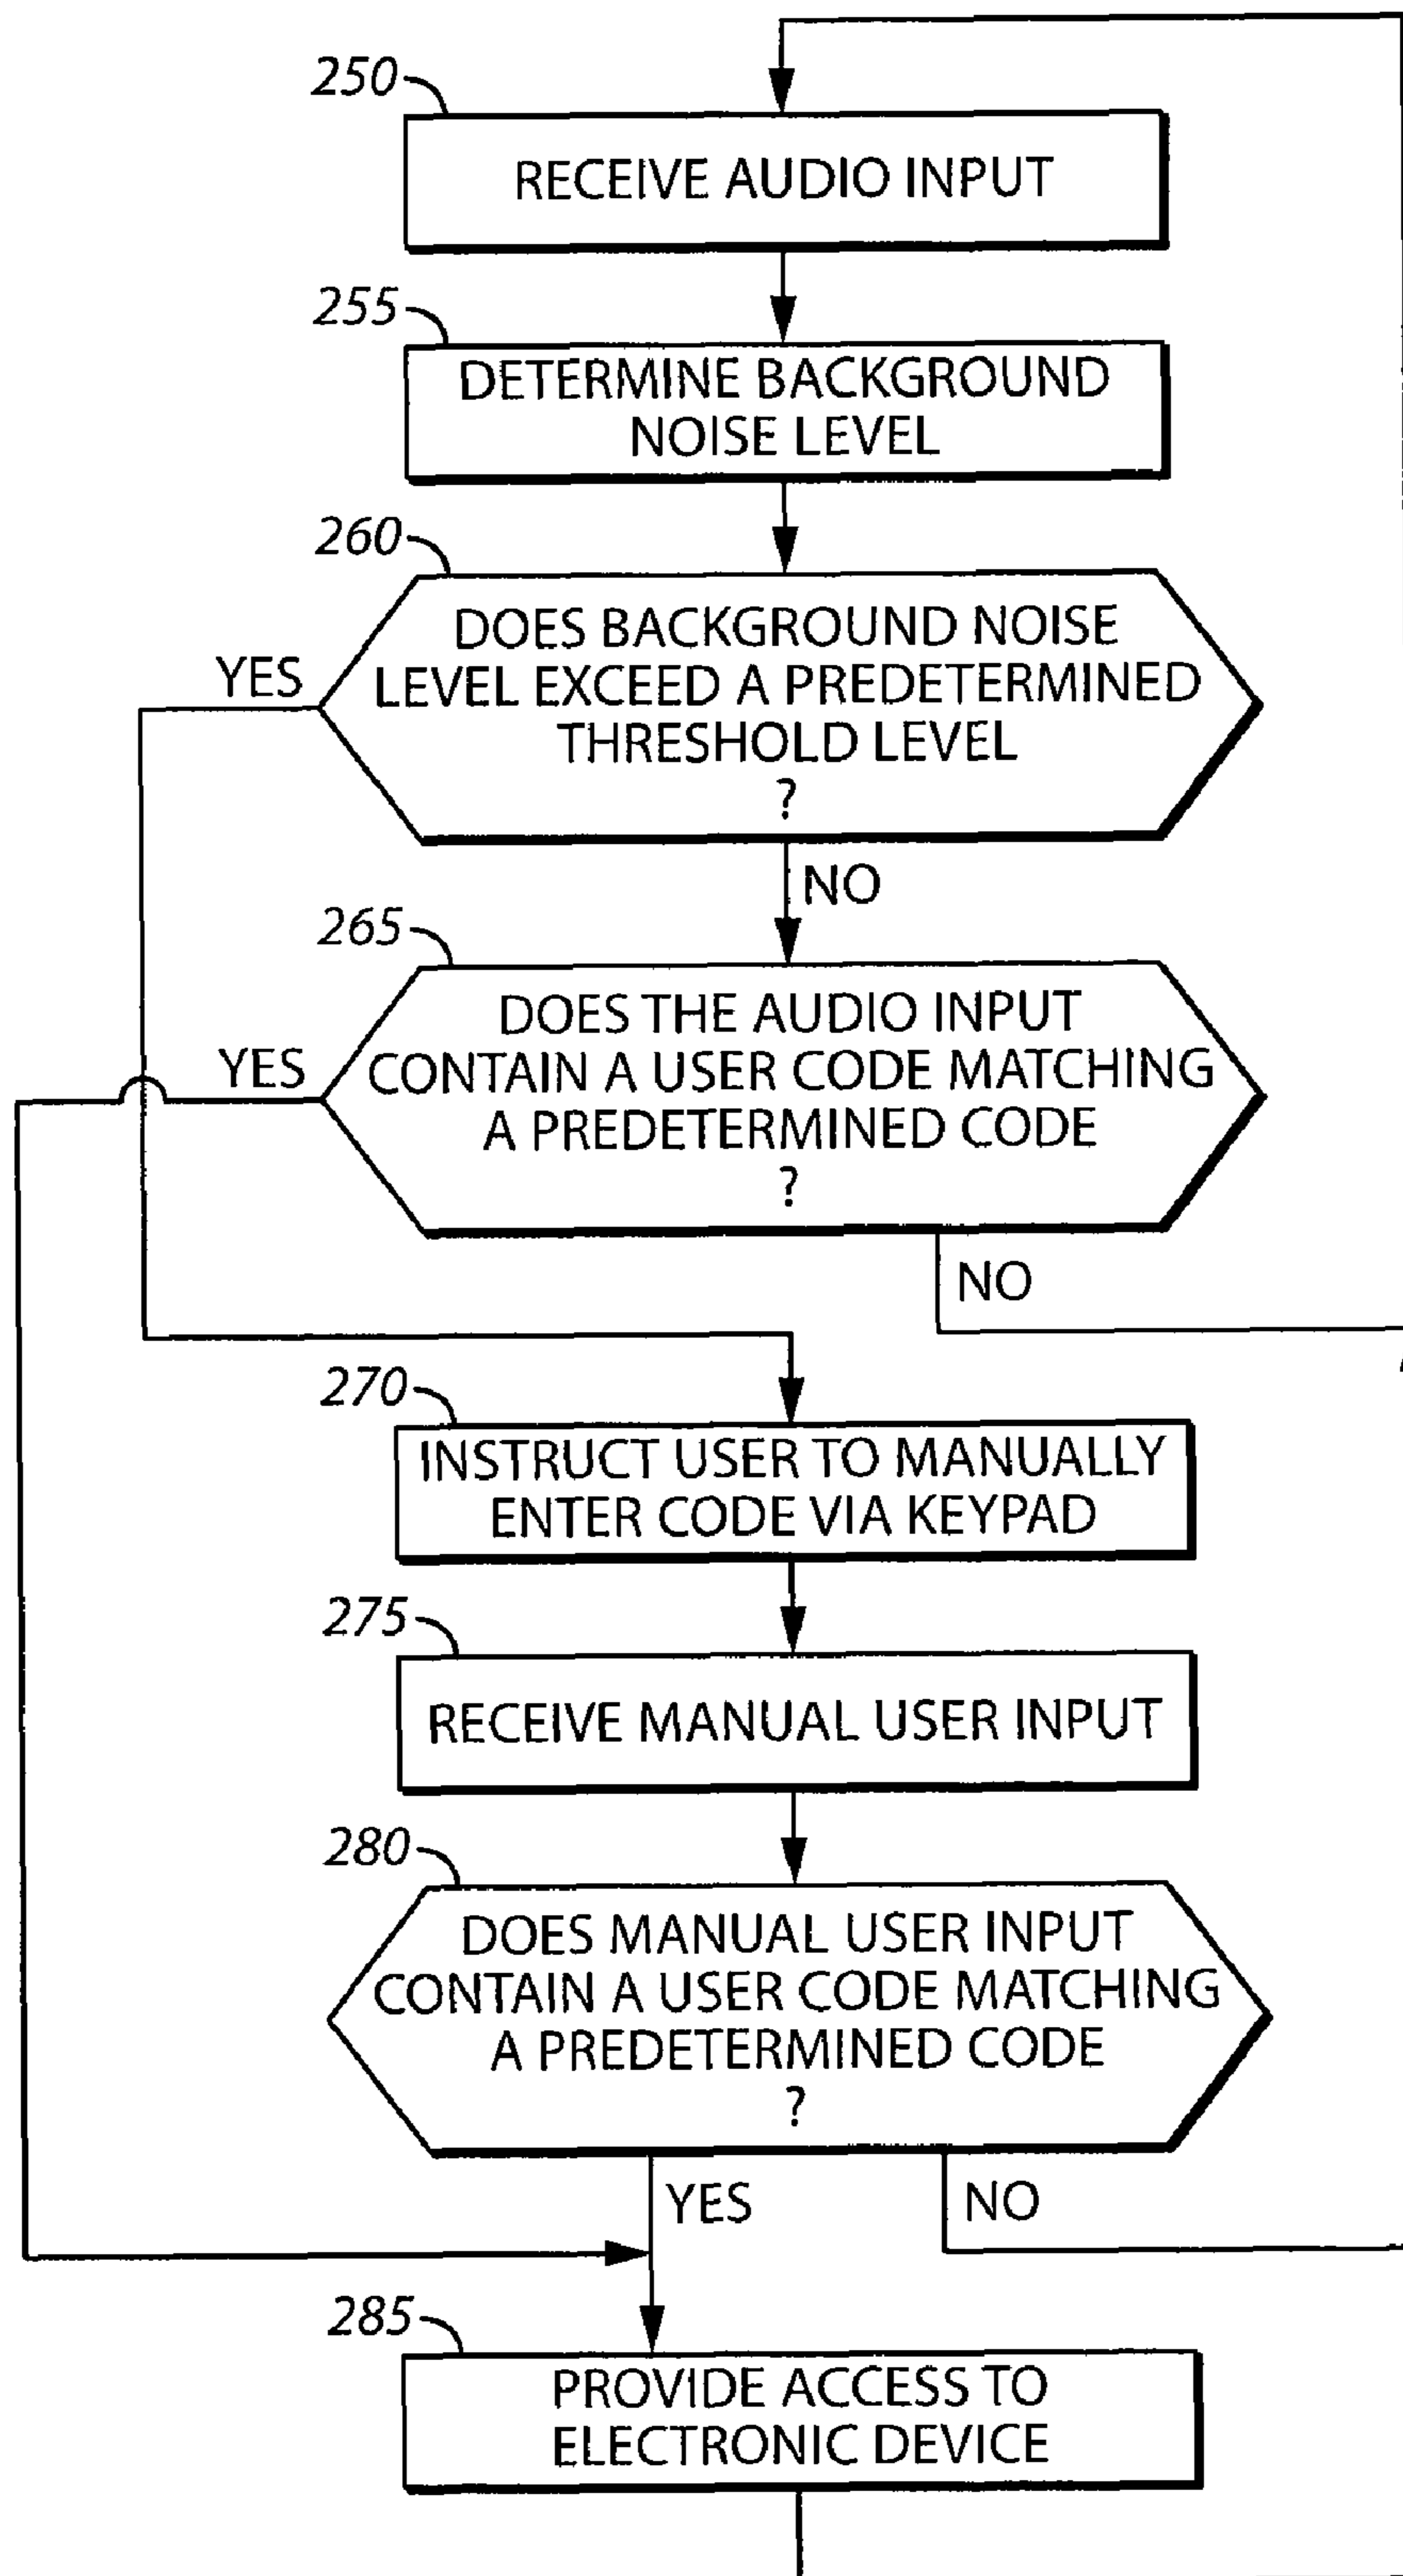 250
RECEIVE AUDIO INPUT
255
DETERMINE BACKGROUND
NOISE LEVEL
260
DOES BACKGROUND NOISE
LEVEL EXCEED A PREDETERMINED
THRESHOLD LEVEL
?
YES
NO
265
DOES THE AUDIO INPUT
CONTAIN A USER CODE MATCHING
A PREDETERMINED CODE
?
YES
NO
270
INSTRUCT USER TO MANUALLY
ENTER CODE VIA KEYPAD
275
RECEIVE MANUAL USER INPUT
280
DOES MANUAL USER INPUT
CONTAIN A USER CODE MATCHING
A PREDETERMINED CODE
?
YES
NO
285
PROVIDE ACCESS TO
ELECTRONIC DEVICE